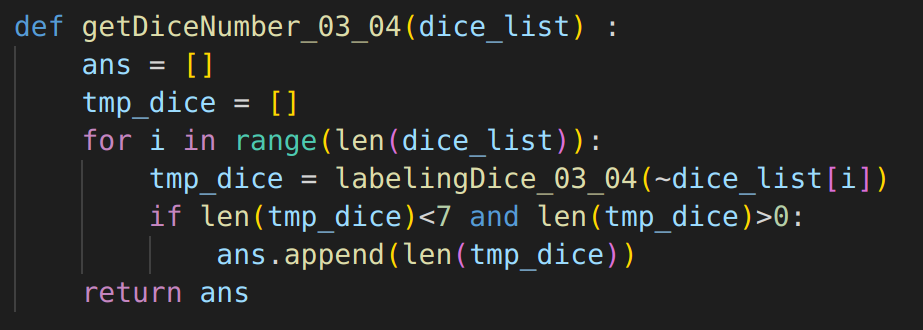 def getDiceNumber_03_04(dice_list) :
    ans = []
    tmp_dice = []
    for i in range(len(dice_list)):
        tmp_dice = labelingDice_03_04(~dice_list[i])
        if len(tmp_dice)<7 and len(tmp_dice)>0:
            ans.append(len(tmp_dice))
    return ans